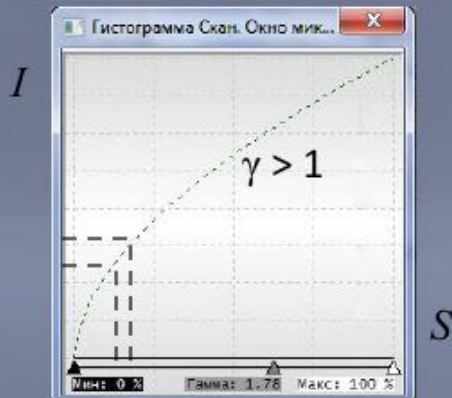 Гистограмма Скан. Окно мик...
I
γ > 1
S
Мин: 0 % Гамма: 1.78 Макс: 100 %